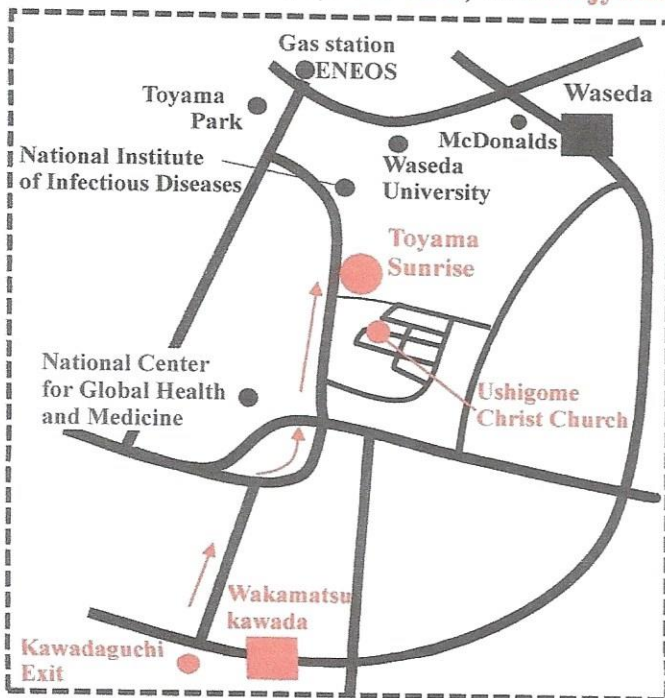 Gas station
ENEOS
Toyama
Park
Waseda
McDonalds
National Institute
of Infectious Diseases
Waseda
University
Toyama
Sunrise
National Center
for Global Health
and Medicine
Ushigome
Christ Church
Wakamatsu
kawada
Kawadaguchi
Exit